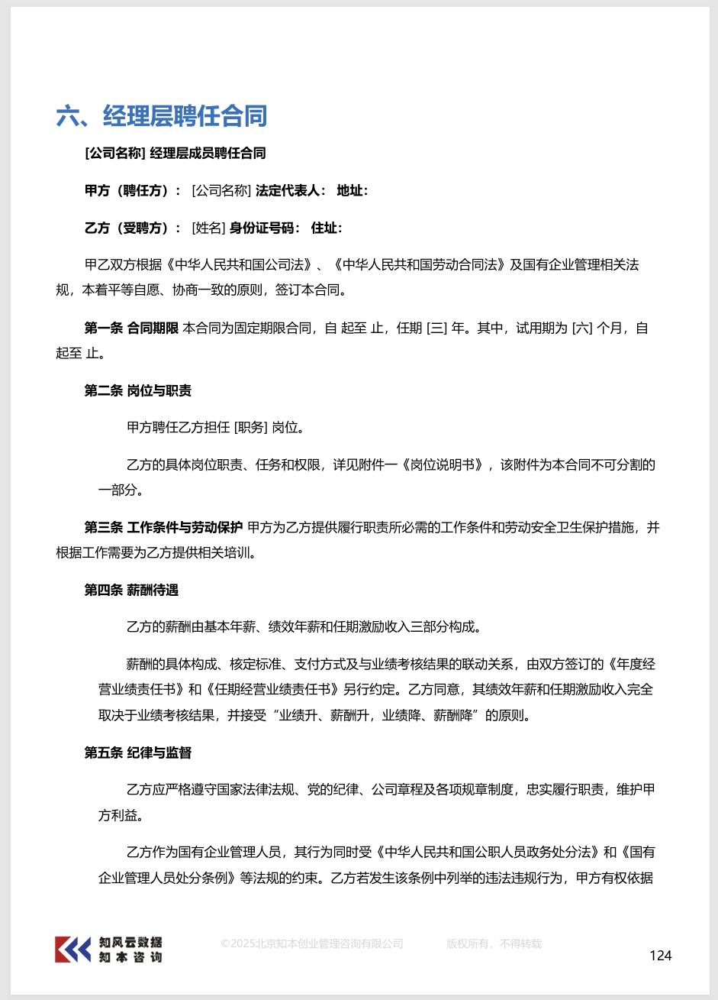 六、经理层聘任合同
[公司名称] 经理层成员聘任合同
甲方（聘任方）： [公司名称] 法定代表人： 地址：
乙方（受聘方）： [姓名] 身份证号码： 住址：
甲乙双方根据《中华人民共和国公司法》、《中华人民共和国劳动合同法》及国有企业管理相关法
规，本着平等自愿、协商一致的原则，签订本合同。
第一条 合同期限 本合同为固定期限合同，自 起至 止，任期 [三] 年。其中，试用期为 [六] 个月，自
起至 止。
第二条 岗位与职责
甲方聘任乙方担任 [职务] 岗位。
乙方的具体岗位职责、任务和权限，详见附件一《岗位说明书》，该附件为本合同不可分割的
一部分。
第三条 工作条件与劳动保护 甲方为乙方提供履行职责所必需的工作条件和劳动安全卫生保护措施，并
根据工作需要为乙方提供相关培训。
第四条 薪酬待遇
乙方的薪酬由基本年薪、绩效年薪和任期激励收入三部分构成。
薪酬的具体构成、核定标准、支付方式及与业绩考核结果的联动关系，由双方签订的《年度经
营业绩责任书》和《任期经营业绩责任书》另行约定。乙方同意，其绩效年薪和任期激励收入完全
取决于业绩考核结果，并接受“业绩升、薪酬升，业绩降、薪酬降”的原则。
第五条 纪律与监督
乙方应严格遵守国家法律法规、党的纪律、公司章程及各项规章制度，忠实履行职责，维护甲
方利益。
乙方作为国有企业管理人员，其行为同时受《中华人民共和国公职人员政务处分法》和《国有
企业管理人员处分条例》等法规的约束。乙方若发生该条例中列举的违法违规行为，甲方有权依据
知风云数据
知本咨询
©2025北京知本创业管理咨询有限公司 版权所有，不得转载
124